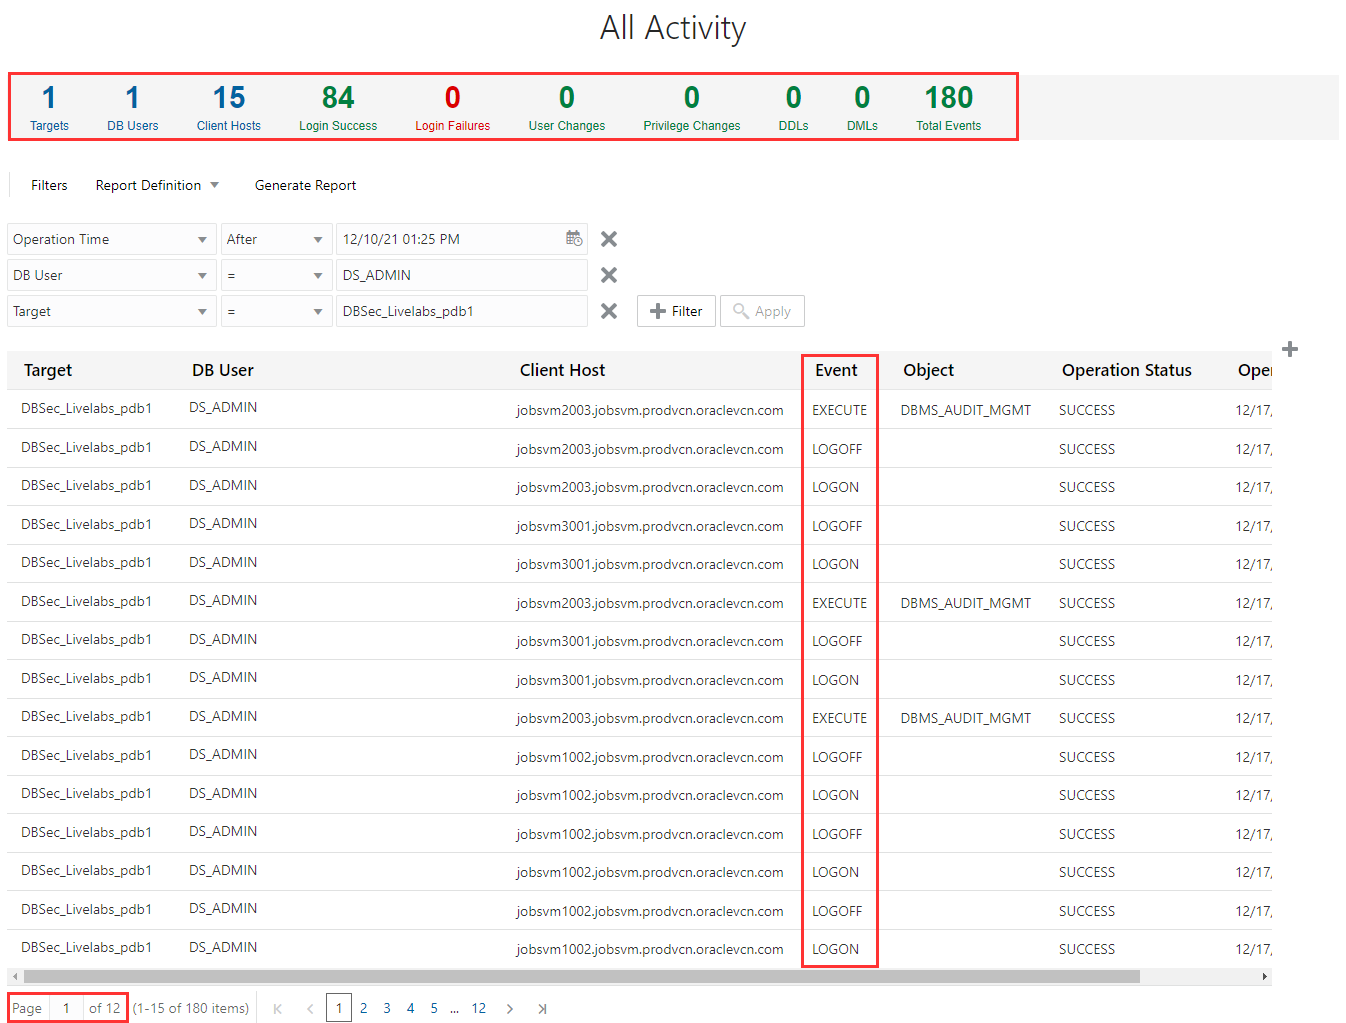 All Activity
1 1 15 84 0 0 0 0 0 180
Targets DB Users Client Hosts Login Success Login Failures User Changes Privilege Changes DDLs DMLs Total Events
Filters Report Definition Generate Report
Operation Time After 12/10/21 01:25 PM
DB User = DS_ADMIN
Target = DBSec_Livelabs_pdb1 Filter Apply
Target DB User Client Host Event Object Operation Status Oper
DBSec_Livelabs_pdb1 DS_ADMIN jobsvm2003.jobsvm.prodvcn.oraclevcn.com EXECUTE DBMS_AUDIT_MGMT SUCCESS 12/17,
DBSec_Livelabs_pdb1 DS_ADMIN jobsvm2003.jobsvm.prodvcn.oraclevcn.com LOGOFF SUCCESS 12/17,
DBSec_Livelabs_pdb1 DS_ADMIN jobsvm2003.jobsvm.prodvcn.oraclevcn.com LOGON SUCCESS 12/17,
DBSec_Livelabs_pdb1 DS_ADMIN jobsvm3001.jobsvm.prodvcn.oraclevcn.com LOGOFF SUCCESS 12/17,
DBSec_Livelabs_pdb1 DS_ADMIN jobsvm3001.jobsvm.prodvcn.oraclevcn.com LOGON SUCCESS 12/17,
DBSec_Livelabs_pdb1 DS_ADMIN jobsvm2003.jobsvm.prodvcn.oraclevcn.com EXECUTE DBMS_AUDIT_MGMT SUCCESS 12/17,
DBSec_Livelabs_pdb1 DS_ADMIN jobsvm3001.jobsvm.prodvcn.oraclevcn.com LOGOFF SUCCESS 12/17,
DBSec_Livelabs_pdb1 DS_ADMIN jobsvm3001.jobsvm.prodvcn.oraclevcn.com LOGON SUCCESS 12/17,
DBSec_Livelabs_pdb1 DS_ADMIN jobsvm2003.jobsvm.prodvcn.oraclevcn.com EXECUTE DBMS_AUDIT_MGMT SUCCESS 12/17,
DBSec_Livelabs_pdb1 DS_ADMIN jobsvm1002.jobsvm.prodvcn.oraclevcn.com LOGOFF SUCCESS 12/17,
DBSec_Livelabs_pdb1 DS_ADMIN jobsvm1002.jobsvm.prodvcn.oraclevcn.com LOGON SUCCESS 12/17,
DBSec_Livelabs_pdb1 DS_ADMIN jobsvm1002.jobsvm.prodvcn.oraclevcn.com LOGOFF SUCCESS 12/17,
DBSec_Livelabs_pdb1 DS_ADMIN jobsvm1002.jobsvm.prodvcn.oraclevcn.com LOGON SUCCESS 12/17,
DBSec_Livelabs_pdb1 DS_ADMIN jobsvm1002.jobsvm.prodvcn.oraclevcn.com LOGOFF SUCCESS 12/17,
DBSec_Livelabs_pdb1 DS_ADMIN jobsvm1002.jobsvm.prodvcn.oraclevcn.com LOGON SUCCESS 12/17,
Page 1 of 12 (1-15 of 180 items) 1 2 3 4 5 ... 12